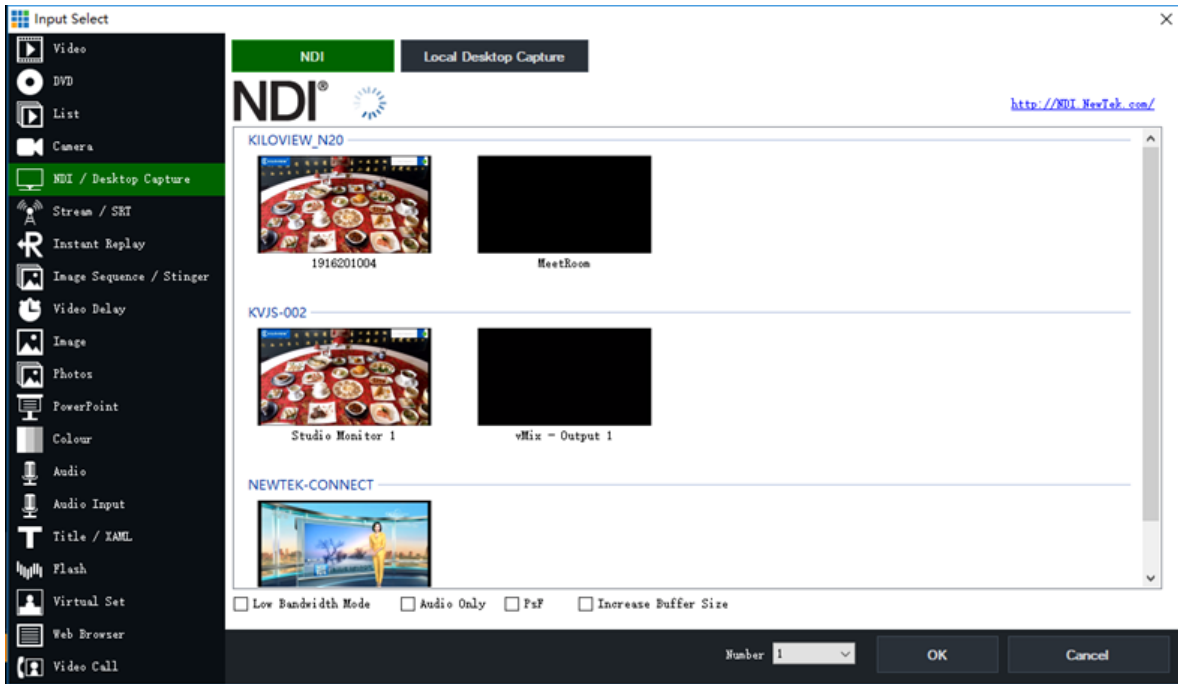 Input Select
Video
DVD
List
Camera
NDI / Desktop Capture
Stream / SRT
Instant Replay
Image Sequence / Stinger
Video Delay
Image
Photos
PowerPoint
Colour
Audio
Audio Input
Title / XAML
Flash
Virtual Set
Web Browser
Video Call
NDI
Local Desktop Capture
NDI®
http://NDI.NewTek.com/
KILOVIEW_N20
1916201004
MeetRoom
KVJS-002
Studio Monitor 1
vMix - Output 1
NEWTEK-CONNECT
Low Bandwidth Mode
Audio Only
PsF
Increase Buffer Size
Number
1
OK
Cancel